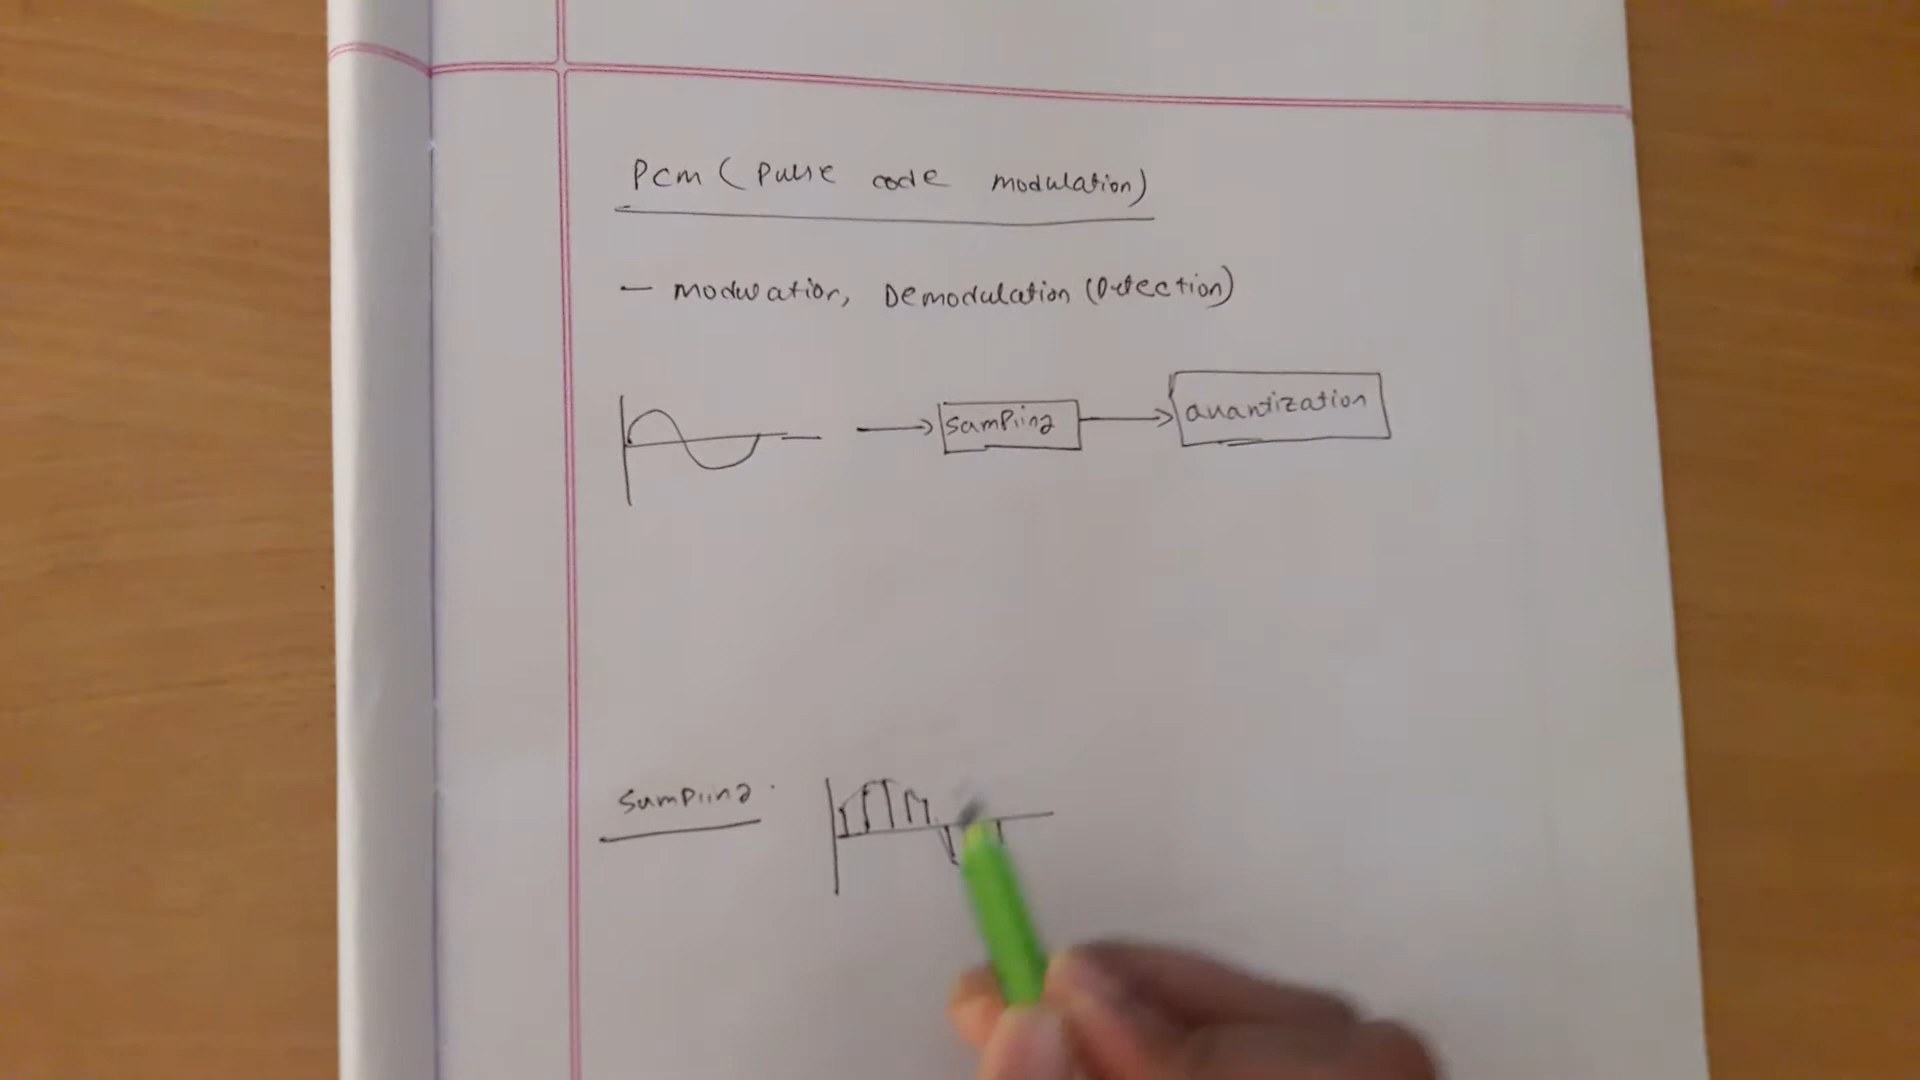 Pcm (Pulse code modulation)
— modulation, Demodulation (Detection)
sampling
quantization
sampling